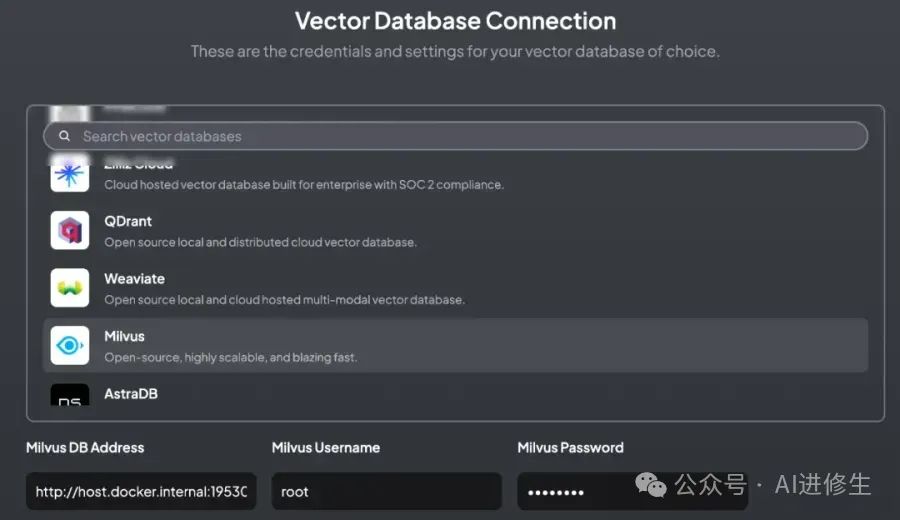 Vector Database Connection
These are the credentials and settings for your vector database of choice.
Search vector databases
Zilliz Cloud
Cloud hosted vector database built for enterprise with SOC 2 compliance.
QDrant
Open source local and distributed cloud vector database.
Weaviate
Open source local and cloud hosted multi-modal vector database.
Milvus
Open-source, highly scalable, and blazing fast.
DS
AstraDB
Milvus DB Address
Milvus Username
Milvus Password
http://host.docker.internal:19530
root
••••••••
公众号 · AI进修生